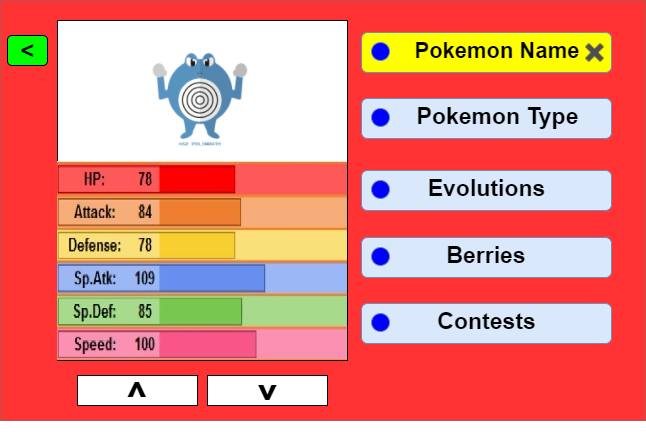 <
Pokemon Name
Pokemon Type
Evolutions
Berries
Contests
HP: 78
Attack: 84
Defense: 78
Sp.Atk: 109
Sp.Def: 85
Speed: 100